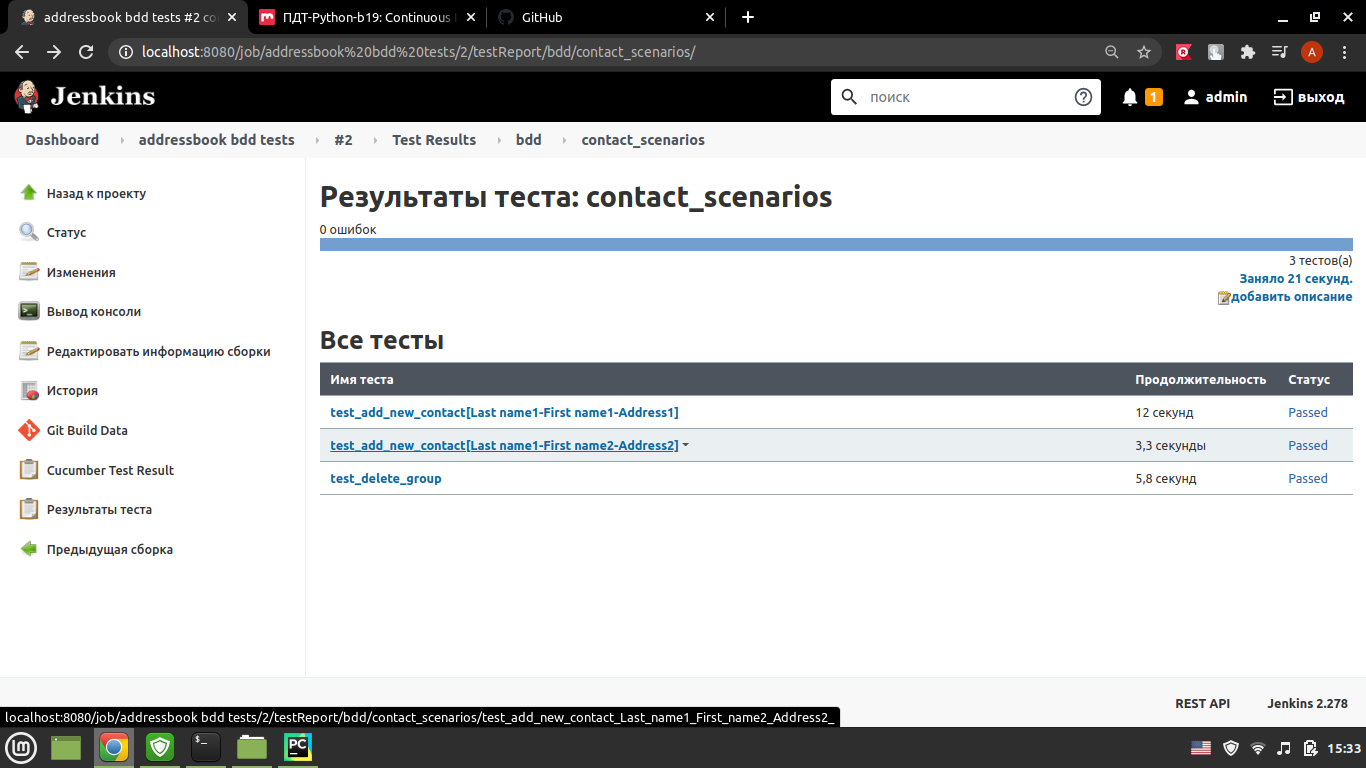 addressbook bdd tests #2 co
ПДТ-Python-b19: Continuous
GitHub
localhost:8080/job/addressbook%20bdd%20tests/2/testReport/bdd/contact_scenarios/
A
Jenkins
поиск
1
admin
выход
Dashboard
addressbook bdd tests
#2
Test Results
bdd
contact_scenarios
Назад к проекту
Статус
Изменения
Вывод консоли
Редактировать информацию сборки
История
Git Build Data
Cucumber Test Result
Результаты теста
Предыдущая сборка
Результаты теста: contact_scenarios
0 ошибок
3 тестов(а)
Заняло 21 секунд.
добавить описание
Все тесты
Имя теста Продолжительность Статус
test_add_new_contact[Last name1-First name1-Address1] 12 секунд Passed
test_add_new_contact[Last name1-First name2-Address2] 3,3 секунды Passed
test_delete_group 5,8 секунд Passed
REST API Jenkins 2.278
localhost:8080/job/addressbook bdd tests/2/testReport/bdd/contact_scenarios/test_add_new_contact_Last_name1_First_name2_Address2_
PC
15:33